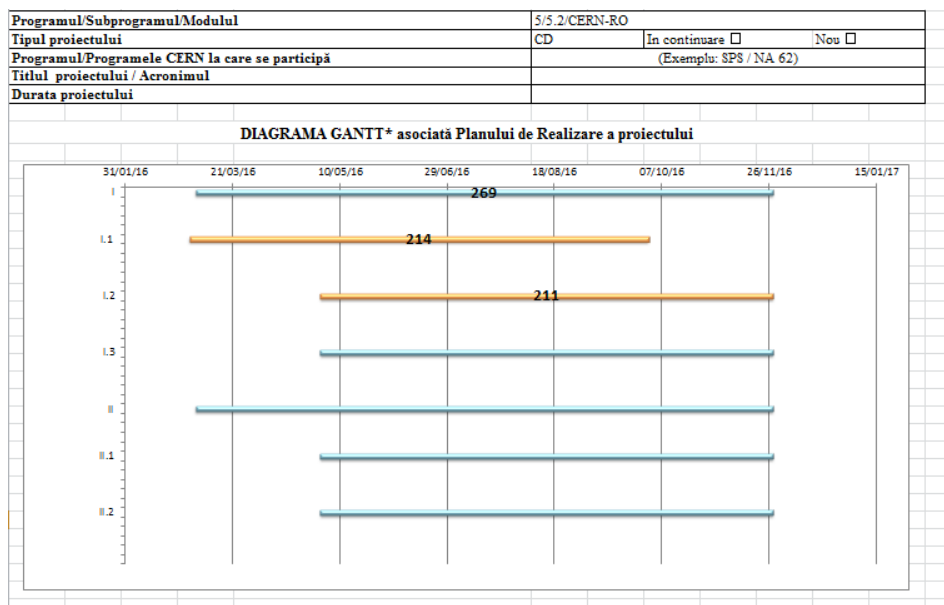 Programul/Subprogramul/Modulul 5/5.2/CERN-RO
Tipul proiectului CD In continuare ☐ Nou ☐
Programul/Programele CERN la care se participă (Exemplu: SPS / NA 62)
Titlul proiectului / Acronimul
Durata proiectului
DIAGRAMA GANTT* asociată Planului de Realizare a proiectului
31/01/16 21/03/16 10/05/16 29/06/16 18/08/16 07/10/16 26/11/16 15/01/17
I 269
I.1 214
I.2 211
I.3
II
II.1
II.2